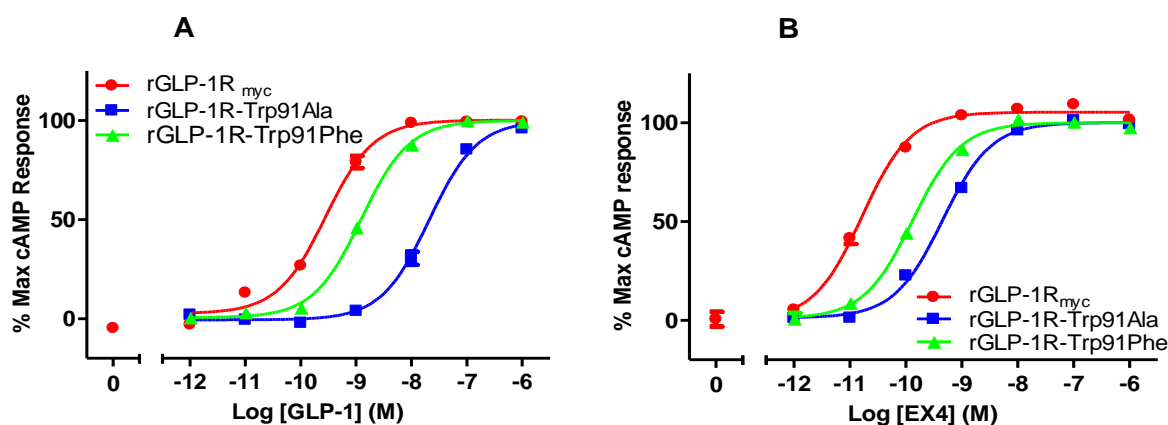 A
% Max cAMP Response
rGLP-1R myc
rGLP-1R-Trp91Ala
rGLP-1R-Trp91Phe
100
50
0
0
-12 -11 -10 -9 -8 -7 -6
Log [GLP-1] (M)
B
% Max cAMP response
100
50
0
rGLP-1Rmyc
rGLP-1R-Trp91Ala
rGLP-1R-Trp91Phe
0
-12 -11 -10 -9 -8 -7 -6
Log [EX4] (M)